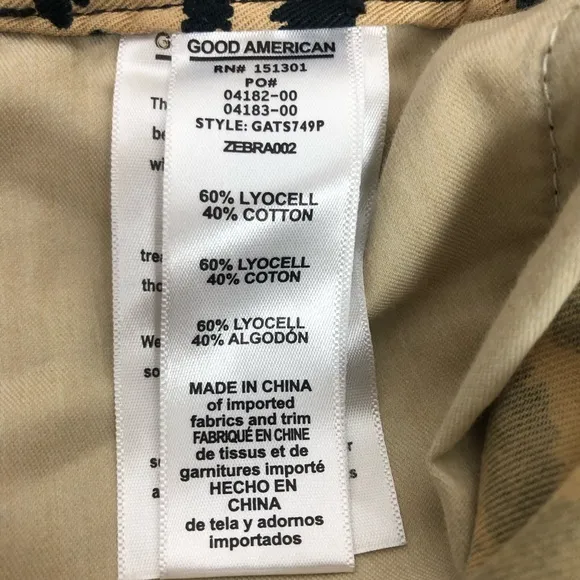 GOOD AMERICAN
RN# 151301
PO#
04182-00
04183-00
STYLE: GATS749P
ZEBRA002
60% LYOCELL
40% COTTON
60% LYOCELL
40% COTON
60% LYOCELL
40% ALGODÓN
MADE IN CHINA
of imported
fabrics and trim
FABRIQUÉ EN CHINE
de tissus et de
garnitures importé
HECHO EN
CHINA
de tela y adornos
importados